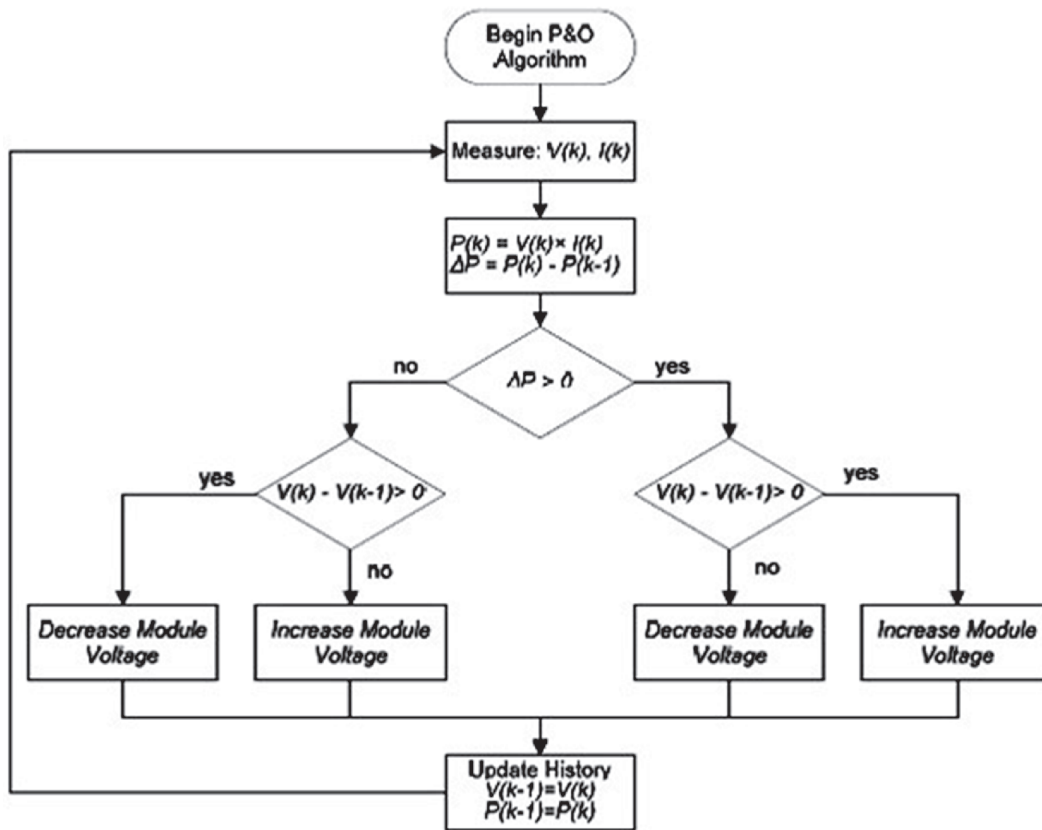 Begin P&O
Algorithm
Measure: V(k), I(k)
P(k) = V(k)× I(k)
ΔP = P(k) - P(k-1)
no
ΔP > 0
yes
yes
V(k) - V(k-1)> 0
no
V(k) - V(k-1)> 0
yes
no
Decrease Module
Voltage
Increase Module
Voltage
Decrease Module
Voltage
Increase Module
Voltage
Update History
V(k-1)=V(k)
P(k-1)=P(k)